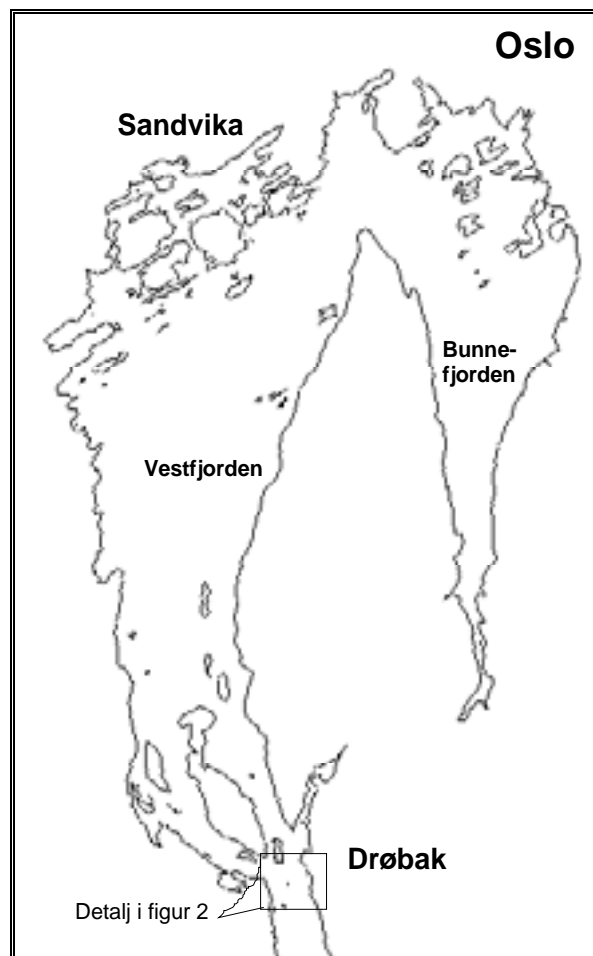 Oslo
Sandvika
Bunne-
fjorden
Vestfjorden
Drøbak
Detalj i figur 2